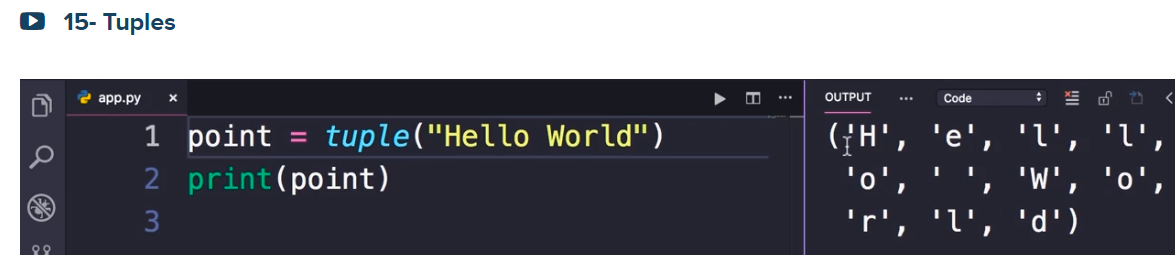 15- Tuples
app.py x
OUTPUT ... Code
1 point = tuple("Hello World")
2 print(point)
3
('H', 'e', 'l', 'l',
'o', ' ', 'W', 'o',
'r', 'l', 'd')